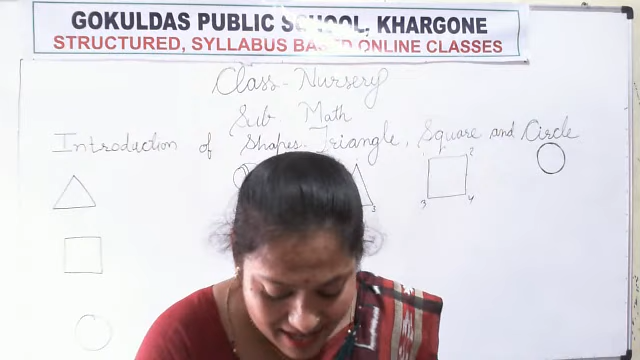 GOKULDAS PUBLIC SCHOOL, KHARGONE
STRUCTURED, SYLLABUS BASED ONLINE CLASSES
Class - Nursery
Sub. Math
Introduction of Shapes. Triangle, Square and Circle
1 2
3
3 4